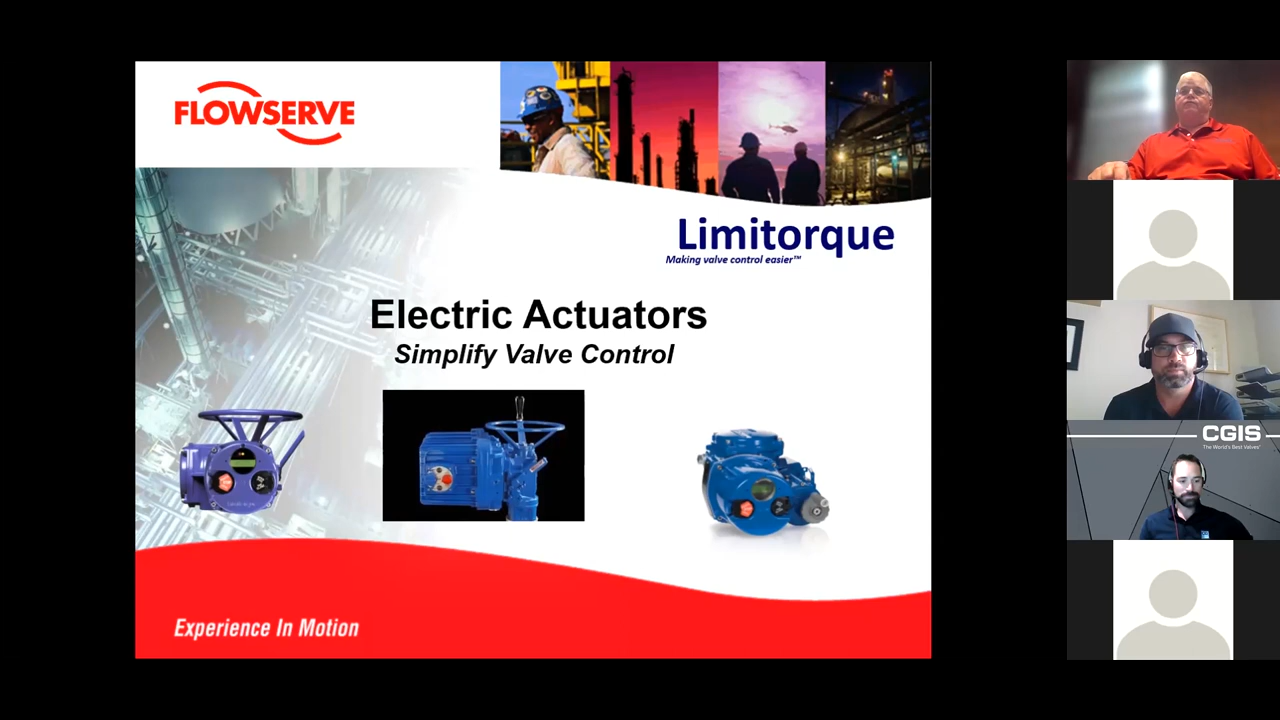 FLOWSERVE
Limitorque
Making valve control easier™
Electric Actuators
Simplify Valve Control
Experience In Motion
CGIS
The World's Best Valves®